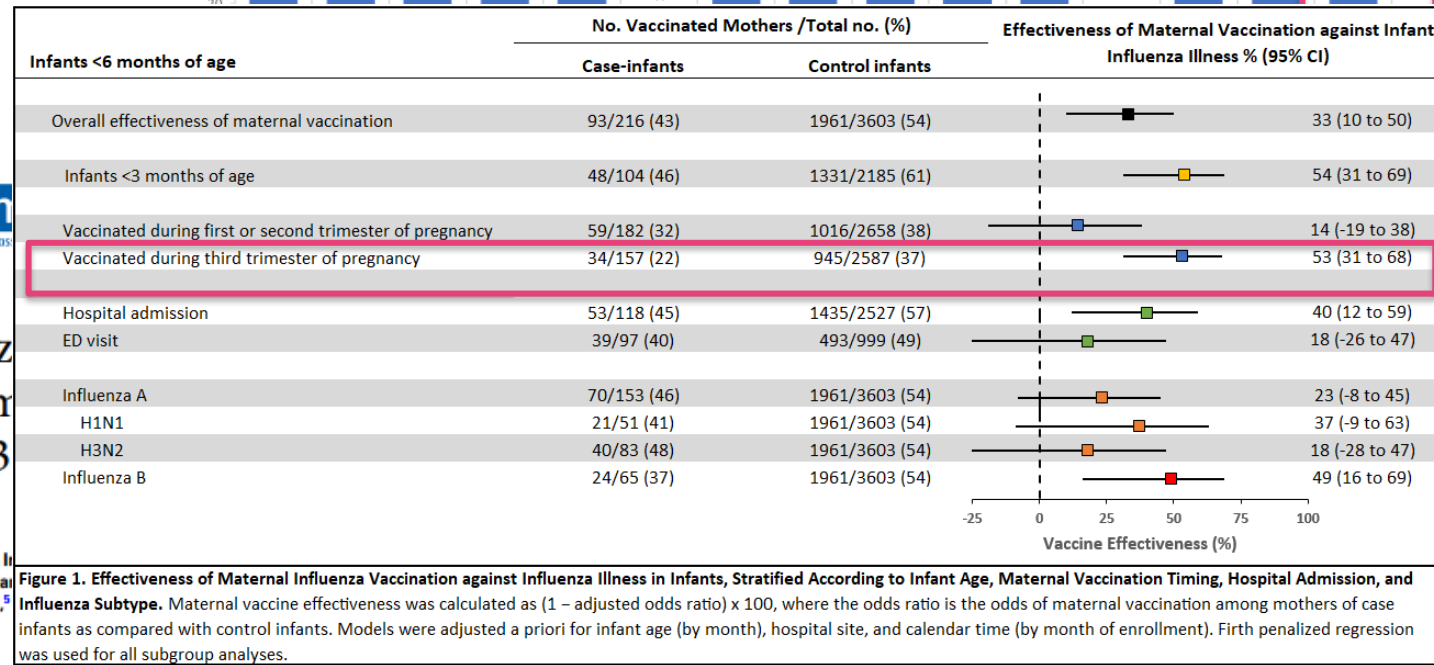 No. Vaccinated Mothers /Total no. (%)
Effectiveness of Maternal Vaccination against Infant
Influenza Illness % (95% CI)
Infants <6 months of age
Case-infants
Control infants
Overall effectiveness of maternal vaccination 93/216 (43) 1961/3603 (54) 33 (10 to 50)
Infants <3 months of age 48/104 (46) 1331/2185 (61) 54 (31 to 69)
Vaccinated during first or second trimester of pregnancy 59/182 (32) 1016/2658 (38) 14 (-19 to 38)
Vaccinated during third trimester of pregnancy 34/157 (22) 945/2587 (37) 53 (31 to 68)
Hospital admission 53/118 (45) 1435/2527 (57) 40 (12 to 59)
ED visit 39/97 (40) 493/999 (49) 18 (-26 to 47)
Influenza A 70/153 (46) 1961/3603 (54) 23 (-8 to 45)
H1N1 21/51 (41) 1961/3603 (54) 37 (-9 to 63)
H3N2 40/83 (48) 1961/3603 (54) 18 (-28 to 47)
Influenza B 24/65 (37) 1961/3603 (54) 49 (16 to 69)
-25 0 25 50 75 100
Vaccine Effectiveness (%)
Figure 1. Effectiveness of Maternal Influenza Vaccination against Influenza Illness in Infants, Stratified According to Infant Age, Maternal Vaccination Timing, Hospital Admission, and
Influenza Subtype. Maternal vaccine effectiveness was calculated as (1 – adjusted odds ratio) x 100, where the odds ratio is the odds of maternal vaccination among mothers of case
infants as compared with control infants. Models were adjusted a priori for infant age (by month), hospital site, and calendar time (by month of enrollment). Firth penalized regression
was used for all subgroup analyses.